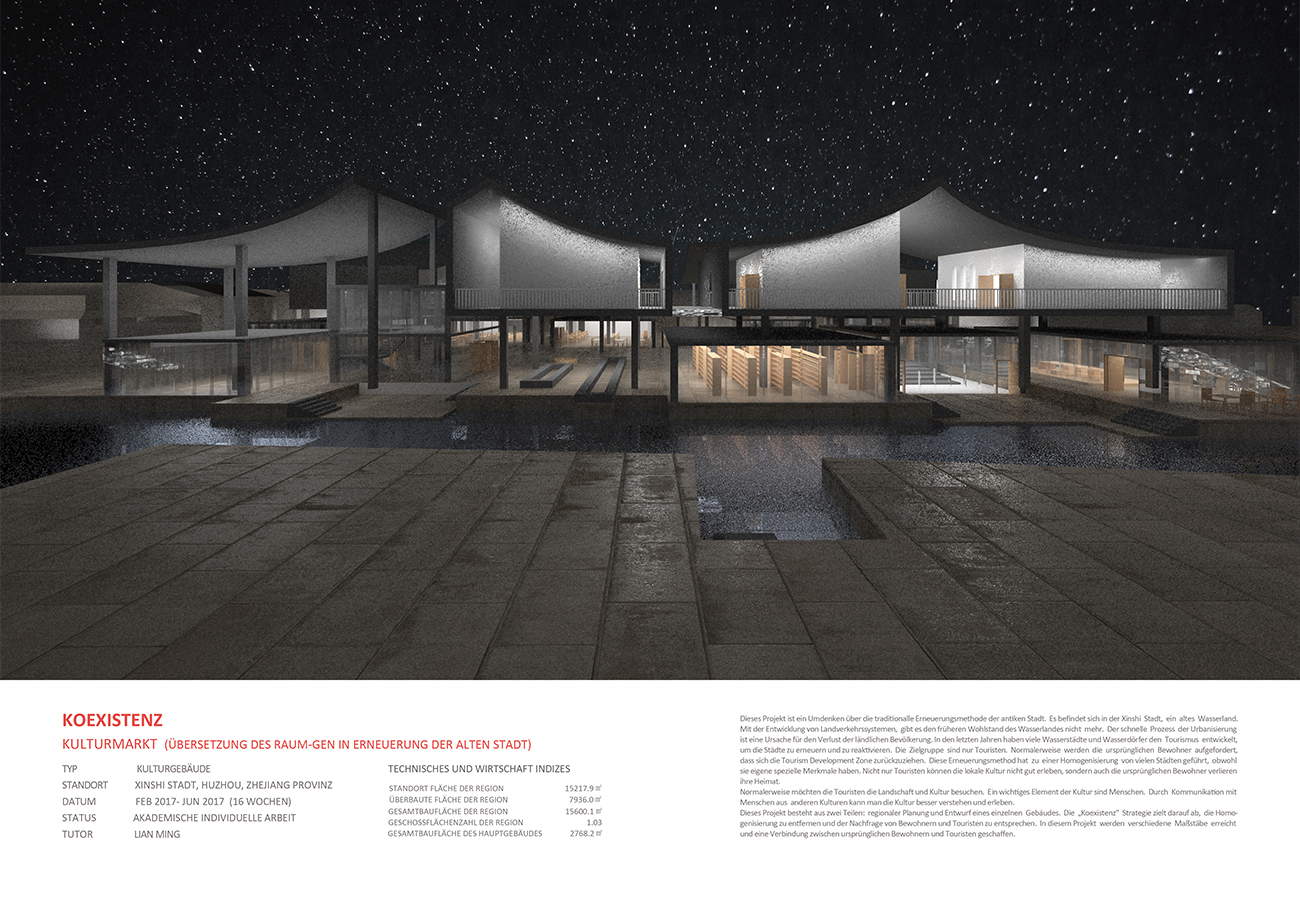 KOEXISTENZ
KULTURMARKT (ÜBERSETZUNG DES RAUM-GEN IN ERNEUERUNG DER ALTEN STADT)
TYP KULTURGEBÄUDE
STANDORT XINSHI STADT, HUZHOU, ZHEJIANG PROVINZ
DATUM FEB 2017- JUN 2017 (16 WOCHEN)
STATUS AKADEMISCHE INDIVIDUELLE ARBEIT
TUTOR LIAN MING
TECHNISCHES UND WIRTSCHAFT INDIZES
STANDORT FLÄCHE DER REGION 15217.9 ㎡
ÜBERBAUTE FLÄCHE DER REGION 7936.0 ㎡
GESAMTBAUFLÄCHE DER REGION 15600.1 ㎡
GESCHOSSFLÄCHENZAHL DER REGION 1.03
GESAMTBAUFLÄCHE DES HAUPTGEBÄUDES 2768.2 ㎡
Dieses Projekt ist ein Umdenken über die traditionalle Erneuerungsmethode der antiken Stadt. Es befindet sich in der Xinshi Stadt, ein altes Wasserland.
Mit der Entwicklung von Landverkehrssystemen, gibt es den früheren Wohlstand des Wasserlandes nicht mehr. Der schnelle Prozess der Urbanisierung
ist eine Ursache für den Verlust der ländlichen Bevölkerung. In den letzten Jahren haben viele Wasserstädte und Wasserdörfer den Tourismus entwickelt,
um die Städte zu erneuern und zu reaktivieren. Die Zielgruppe sind nur Touristen. Normalerweise werden die ursprünglichen Bewohner aufgefordert,
dass sich die Tourism Development Zone zurückzuziehen. Diese Erneuerungsmethod hat zu einer Homogenisierung von vielen Städten geführt, obwohl
sie eigene spezielle Merkmale haben. Nicht nur Touristen können die lokale Kultur nicht gut erleben, sondern auch die ursprünglichen Bewohner verlieren
ihre Heimat.
Normalerweise möchten die Touristen die Landschaft und Kultur besuchen. Ein wichtiges Element der Kultur sind Menschen. Durch Kommunikation mit
Menschen aus anderen Kulturen kann man die Kultur besser verstehen und erleben.
Dieses Projekt besteht aus zwei Teilen: regionaler Planung und Entwurf eines einzelnen Gebäudes. Die „Koexistenz" Strategie zielt darauf ab, die Homo-
genisierung zu entfernen und der Nachfrage von Bewohnern und Touristen zu entsprechen. In diesem Projekt werden verschiedene Maßstäbe erreicht
und eine Verbindung zwischen ursprünglichen Bewohnern und Touristen geschaffen.